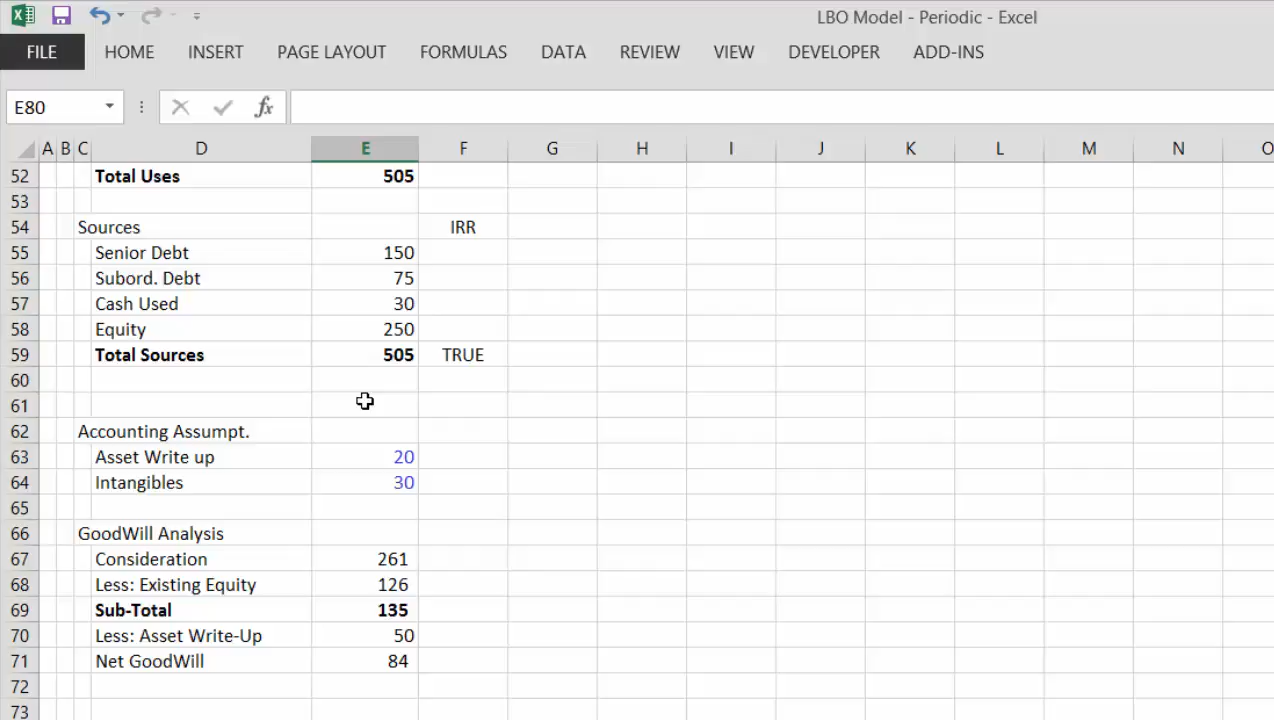 LBO Model - Periodic - Excel
FILE HOME INSERT PAGE LAYOUT FORMULAS DATA REVIEW VIEW DEVELOPER ADD-INS
E80 fx
A B C D E F G H I J K L M N O
52 Total Uses 505
53
54 Sources IRR
55 Senior Debt 150
56 Subord. Debt 75
57 Cash Used 30
58 Equity 250
59 Total Sources 505 TRUE
60
61
62 Accounting Assumpt.
63 Asset Write up 20
64 Intangibles 30
65
66 GoodWill Analysis
67 Consideration 261
68 Less: Existing Equity 126
69 Sub-Total 135
70 Less: Asset Write-Up 50
71 Net GoodWill 84
72
73